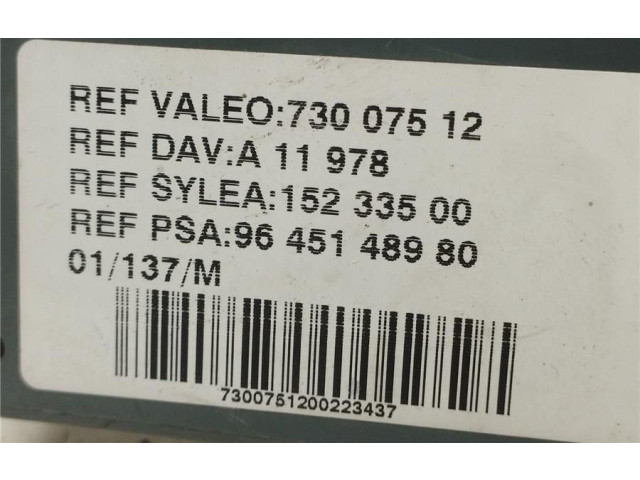 REF VALEO:730 075 12
REF DAV:A 11 978
REF SYLEA:152 335 00
REF PSA:96 451 489 80
01/137/M
7300751200223437